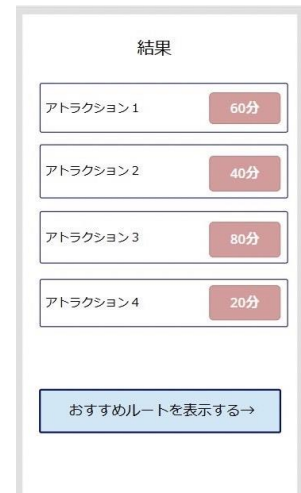 結果
アトラクション1 60分
アトラクション2 40分
アトラクション3 80分
アトラクション4 20分
おすすめルートを表示する→